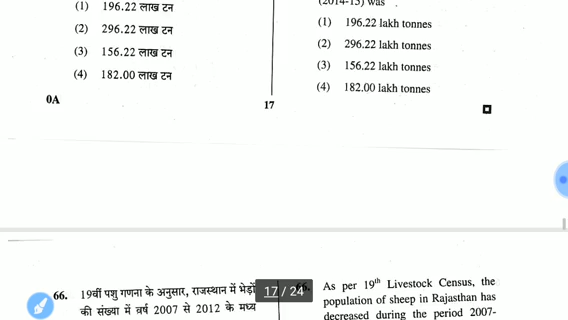 (1) 196.22 लाख टन
(2) 296.22 लाख टन
(3) 156.22 लाख टन
(4) 182.00 लाख टन
0A
(2014-15) was
(1) 196.22 lakh tonnes
(2) 296.22 lakh tonnes
(3) 156.22 lakh tonnes
(4) 182.00 lakh tonnes
17
66. 19वीं पशु गणना के अनुसार, राजस्थान में भेड़ों
की संख्या में वर्ष 2007 से 2012 के मध्य
17 / 24
66. As per 19th Livestock Census, the
population of sheep in Rajasthan has
decreased during the period 2007-